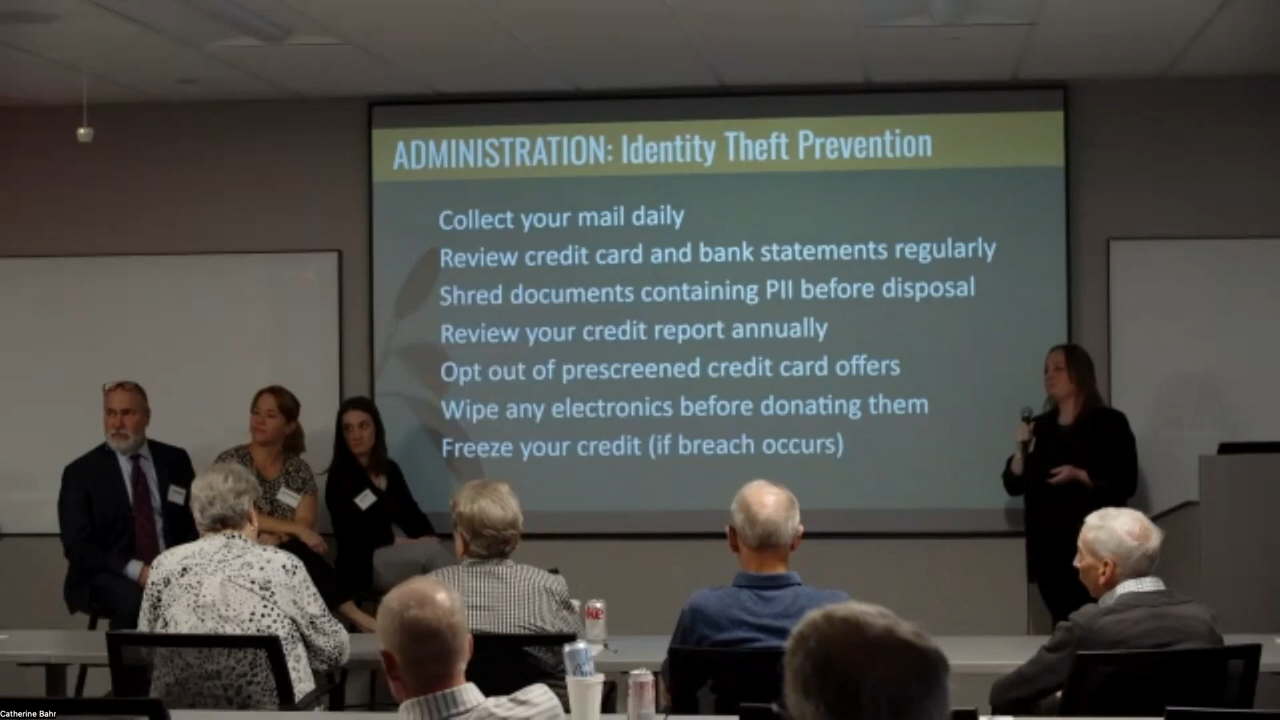 ADMINISTRATION: Identity Theft Prevention
Collect your mail daily
Review credit card and bank statements regularly
Shred documents containing PII before disposal
Review your credit report annually
Opt out of prescreened credit card offers
Wipe any electronics before donating them
Freeze your credit (if breach occurs)
Catherine Bahr